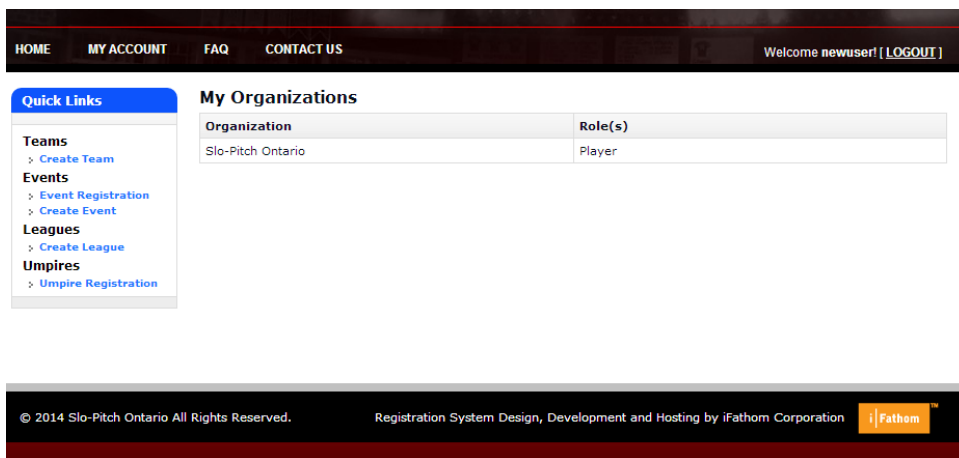 HOME MY ACCOUNT FAQ CONTACT US Welcome newuser! [ LOGOUT ]
Quick Links
Teams
Create Team
Events
Event Registration
Create Event
Leagues
Create League
Umpires
Umpire Registration
My Organizations
Organization Role(s)
Slo-Pitch Ontario Player
© 2014 Slo-Pitch Ontario All Rights Reserved. Registration System Design, Development and Hosting by iFathom Corporation i|Fathom ™